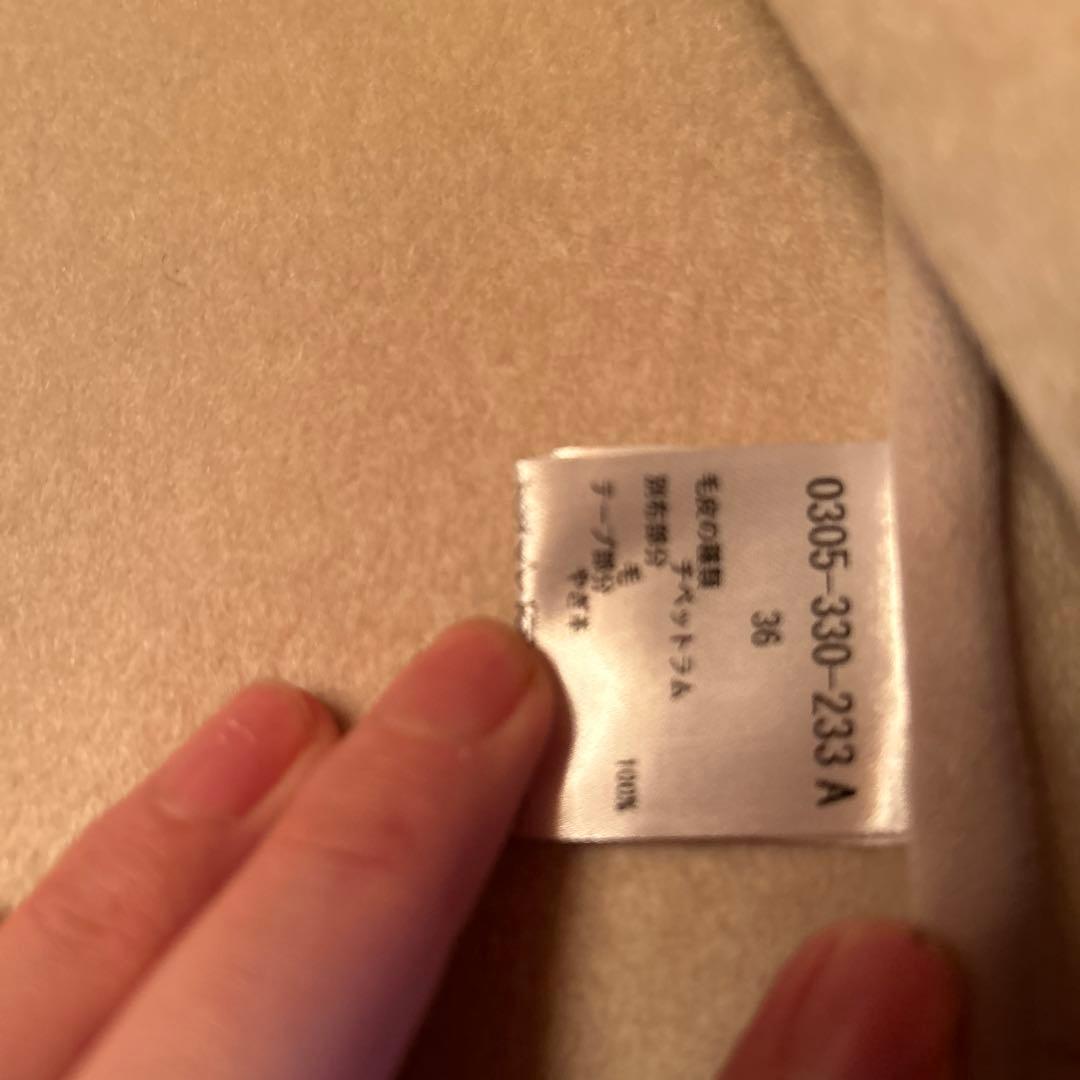 0305-330-233 A
36
毛皮の種類
チベットラム
別布部分
毛 100%
テープ部分
やぎ革